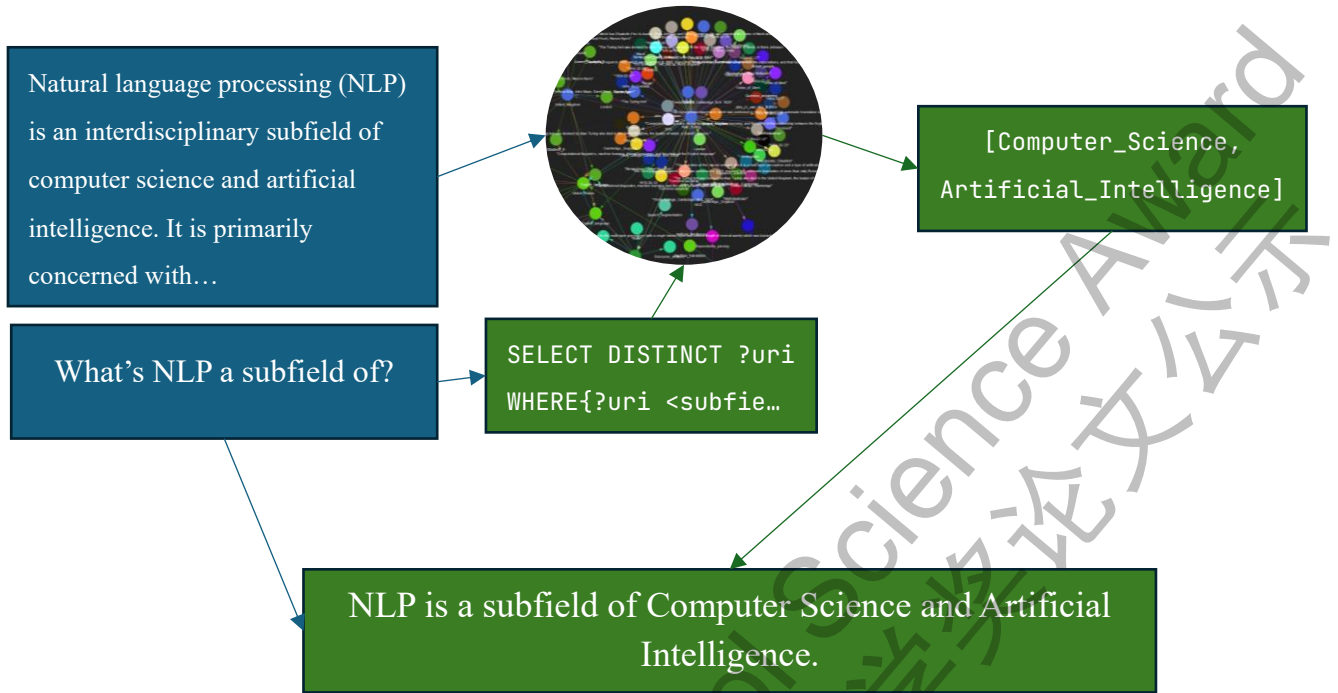 Natural language processing (NLP)
is an interdisciplinary subfield of
computer science and artificial
intelligence. It is primarily
concerned with…
What’s NLP a subfield of?
SELECT DISTINCT ?uri
WHERE{?uri <subfie…
[Computer_Science,
Artificial_Intelligence]
NLP is a subfield of Computer Science and Artificial
Intelligence.
Science Award
学奖论文公示